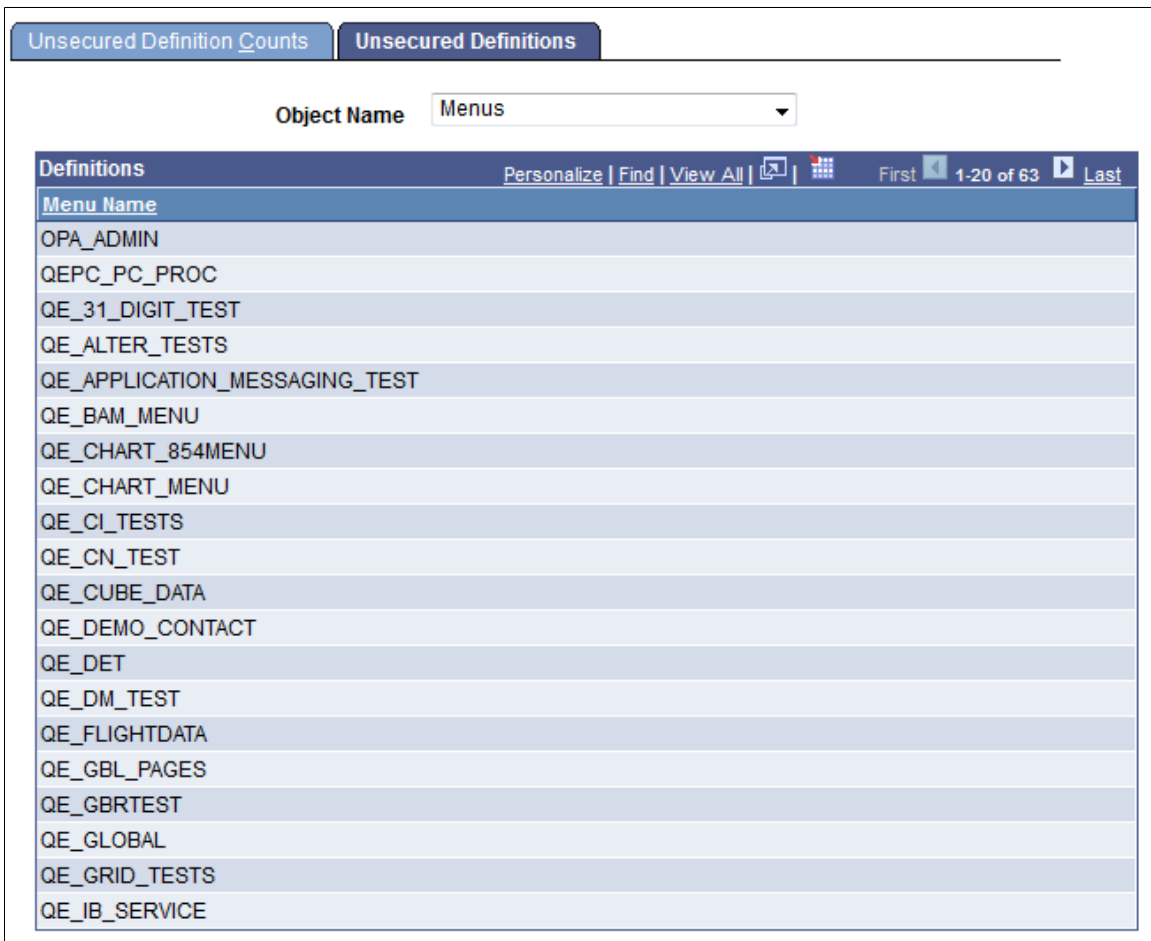 Unsecured Definition Counts Unsecured Definitions
Object Name Menus
Definitions Personalize | Find | View All | | First 1-20 of 63 Last
Menu Name
OPA_ADMIN
QEPC_PC_PROC
QE_31_DIGIT_TEST
QE_ALTER_TESTS
QE_APPLICATION_MESSAGING_TEST
QE_BAM_MENU
QE_CHART_854MENU
QE_CHART_MENU
QE_CI_TESTS
QE_CN_TEST
QE_CUBE_DATA
QE_DEMO_CONTACT
QE_DET
QE_DM_TEST
QE_FLIGHTDATA
QE_GBL_PAGES
QE_GBRTEST
QE_GLOBAL
QE_GRID_TESTS
QE_IB_SERVICE